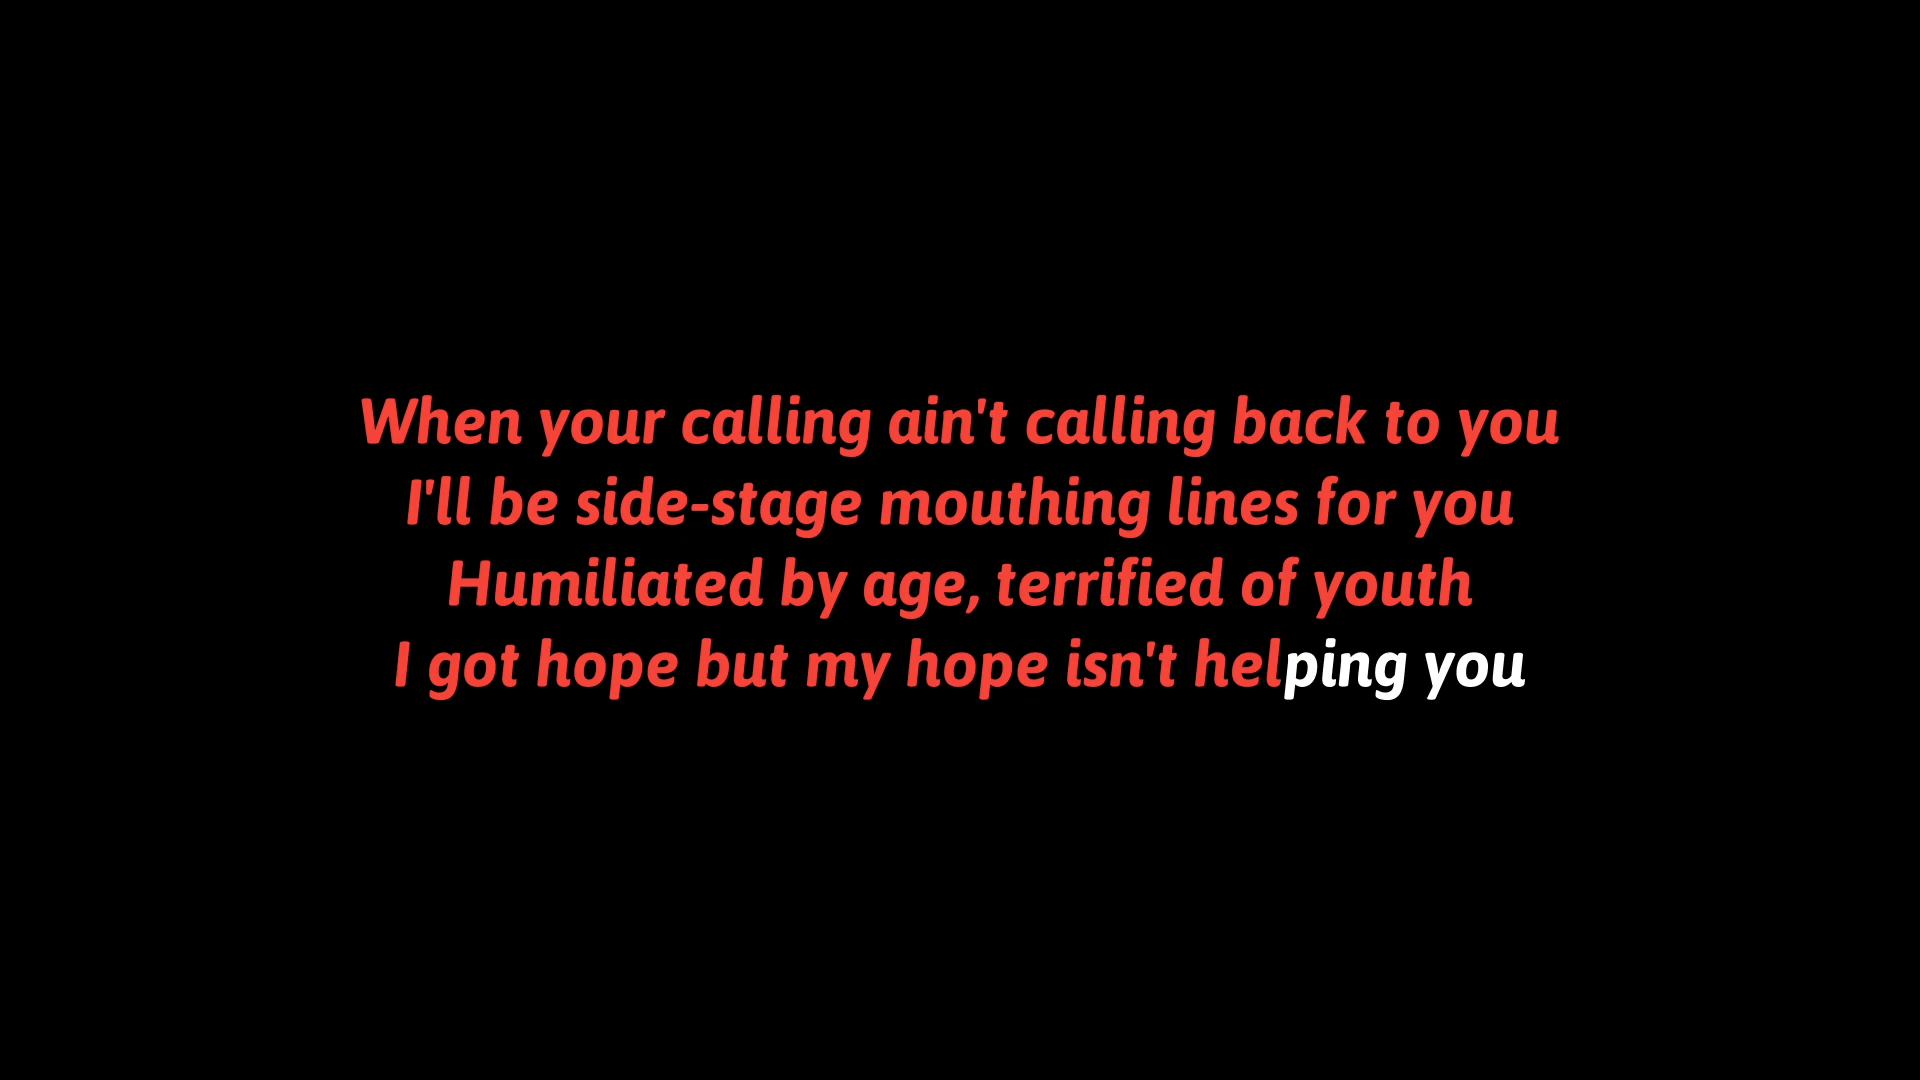 When your calling ain't calling back to you
I'll be side-stage mouthing lines for you
Humiliated by age, terrified of youth
I got hope but my hope isn't helping you